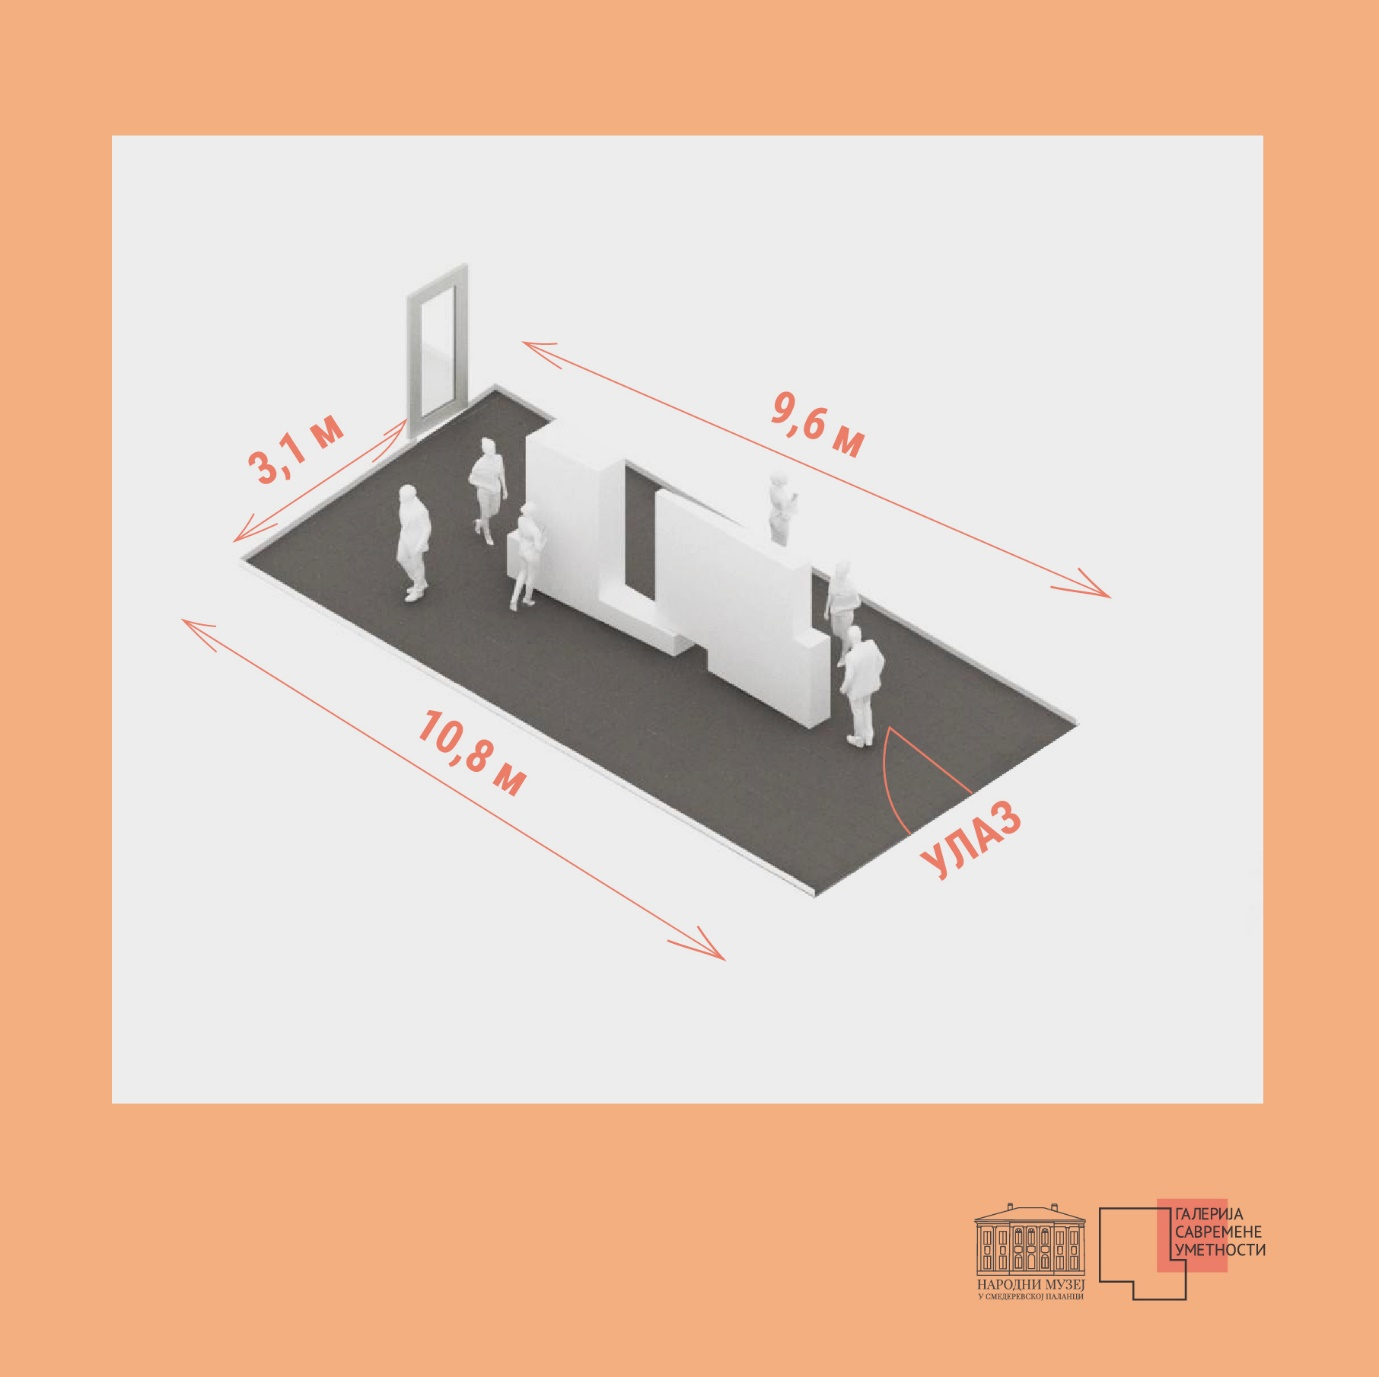 3,1 м
9,6 м
10,8 м
УЛАЗ
НАРОДНИ МУЗЕЈ
У СМЕДЕРЕВСКОЈ ПАЛАНЦИ
ГАЛЕРИЈА
САВРЕМЕНЕ
УМЕТНОСТИ